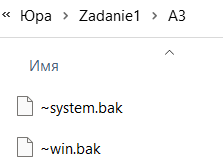 « Юра > Zadanie1 > A3
Имя
~system.bak
~win.bak